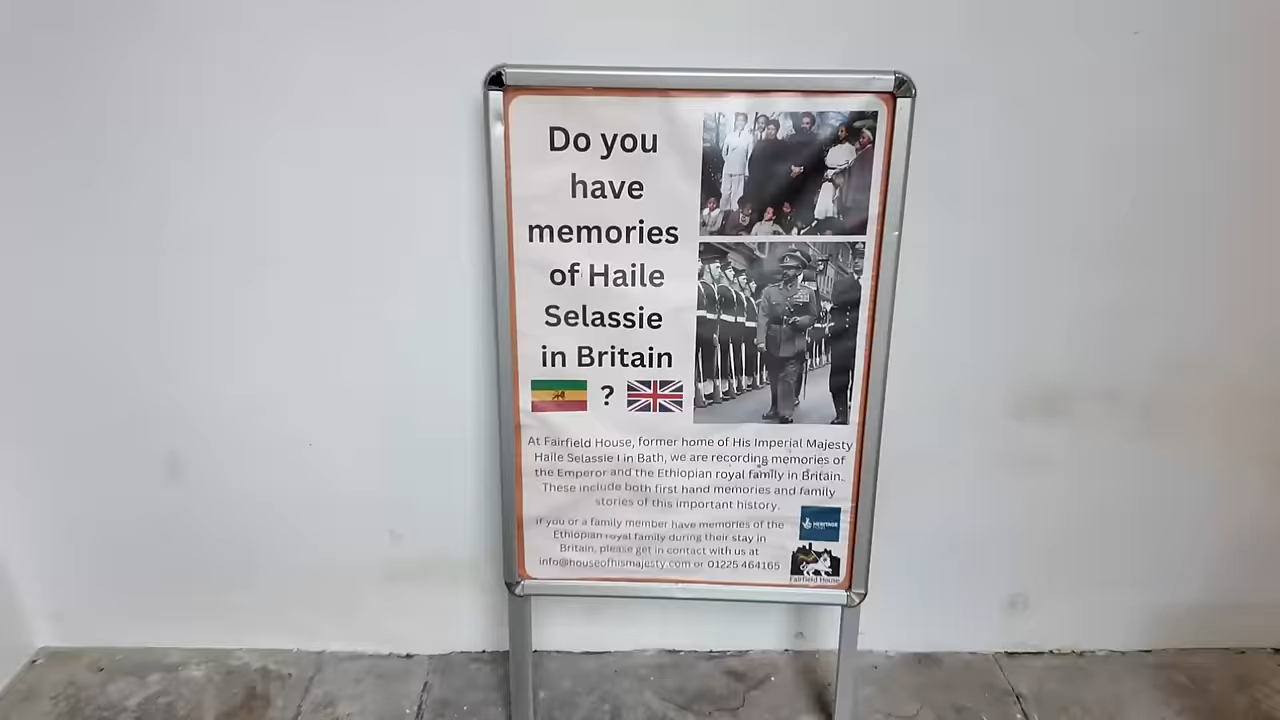 Do you
have
memories
of Haile
Selassie
in Britain
?
At Fairfield House, former home of His Imperial Majesty
Haile Selassie I in Bath, we are recording memories of
the Emperor and the Ethiopian royal family in Britain.
These include both first hand memories and family
stories of this important history.
If you or a family member have memories of the
Ethiopian royal family during their stay in
Britain, please get in contact with us at
info@houseofhismajesty.com or 01225 464165
HERITAGE
Fairfield House